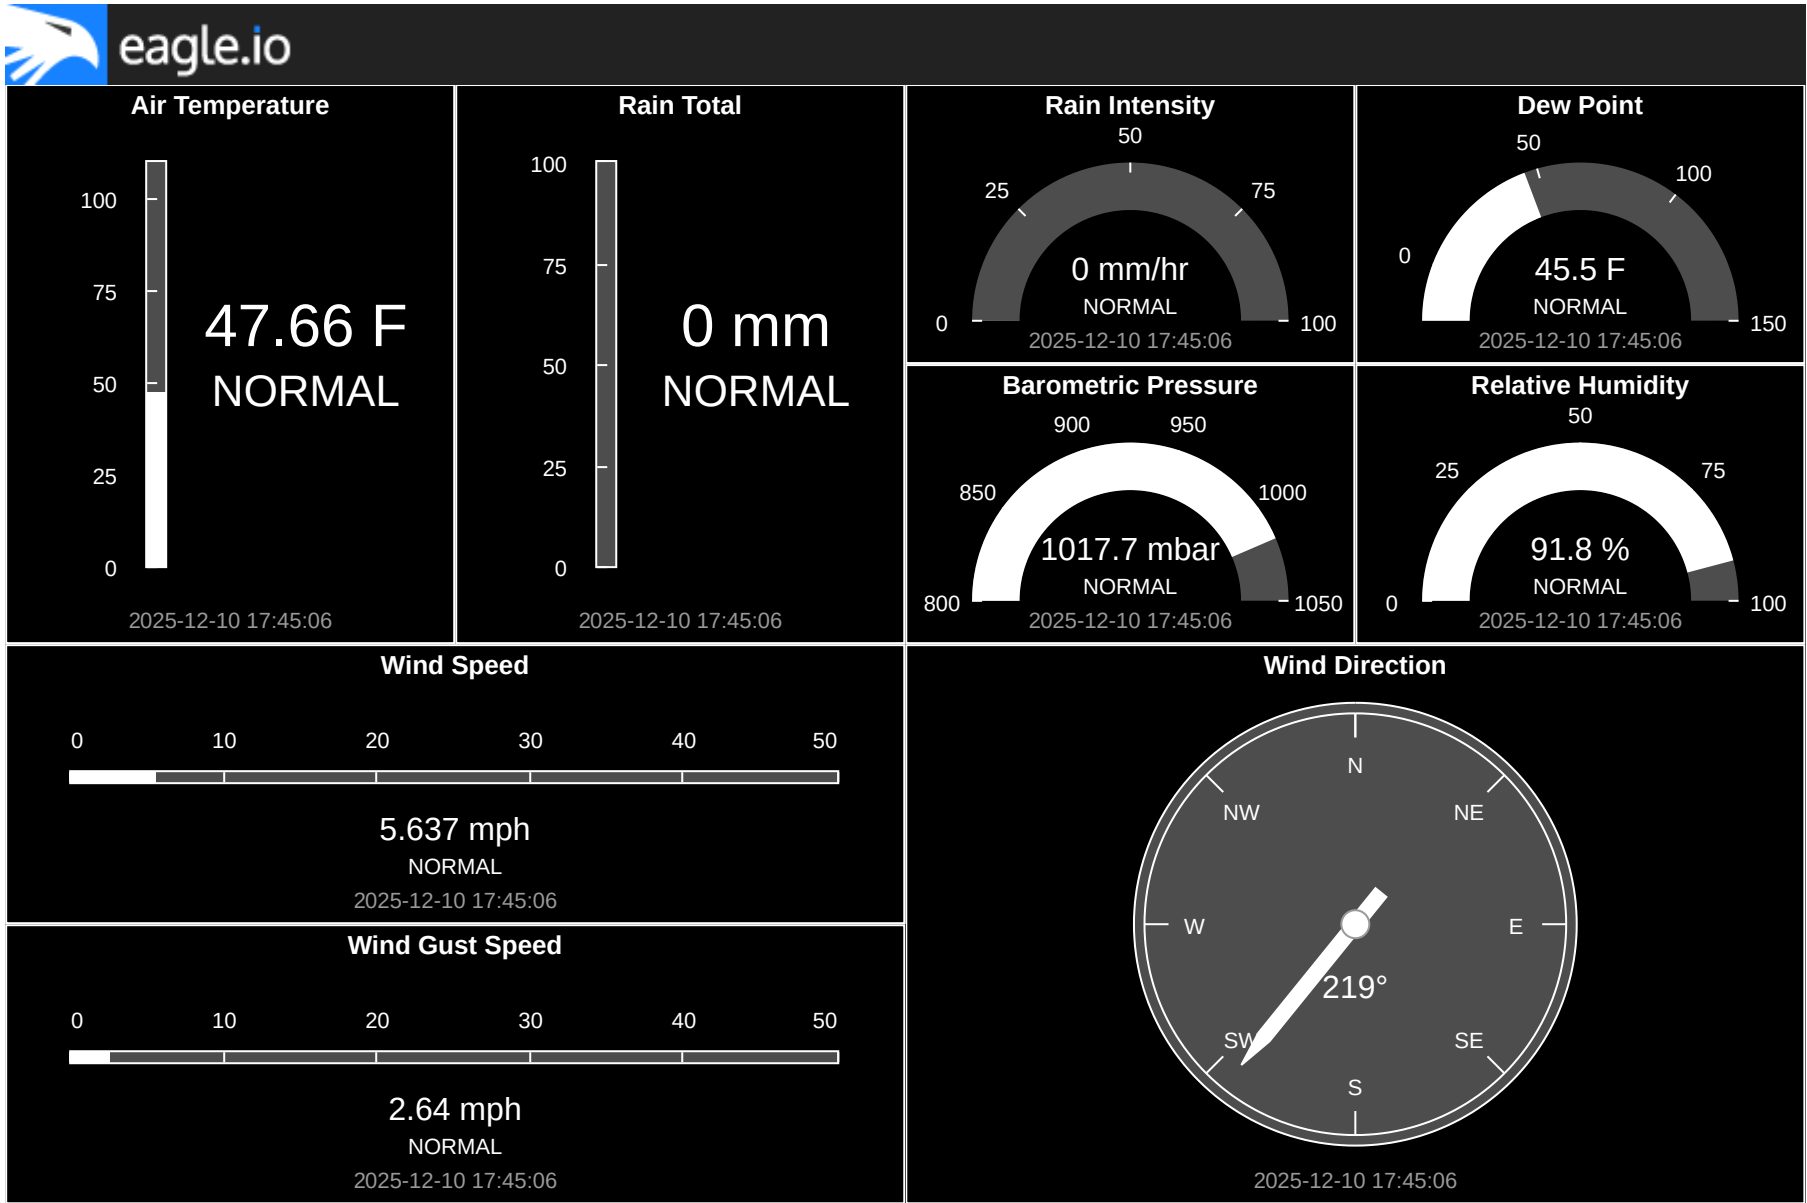 eagle.io
Air Temperature
100
75
50
25
0
47.66 F
NORMAL
2025-12-10 17:45:06
Rain Total
100
75
50
25
0
0 mm
NORMAL
2025-12-10 17:45:06
Rain Intensity
50
25
75
0
100
0 mm/hr
NORMAL
2025-12-10 17:45:06
Dew Point
50
100
0
150
45.5 F
NORMAL
2025-12-10 17:45:06
Barometric Pressure
900
950
850
1000
800
1050
1017.7 mbar
NORMAL
2025-12-10 17:45:06
Relative Humidity
50
25
75
0
100
91.8 %
NORMAL
2025-12-10 17:45:06
Wind Speed
0 10 20 30 40 50
5.637 mph
NORMAL
2025-12-10 17:45:06
Wind Gust Speed
0 10 20 30 40 50
2.64 mph
NORMAL
2025-12-10 17:45:06
Wind Direction
N
NW NE
W E
219°
SW SE
S
2025-12-10 17:45:06